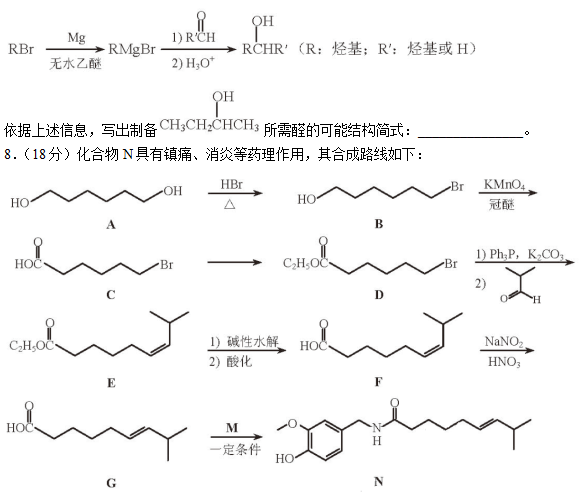 OH
O
RBr Mg 无水乙醚 RMgBr 1) R'CH 2) H₃O⁺ RCHR'（R：烃基；R'：烃基或 H）
OH
依据上述信息，写出制备 CH₃CH₂CHCH₃ 所需醛的可能结构简式：________________。
8.（18分）化合物 N 具有镇痛、消炎等药理作用，其合成路线如下：
HO OH HBr △ HO Br KMnO₄ 冠醚
A B
O HOC Br O C₂H₅OC Br 1) Ph₃P，K₂CO₃ 2) O H
C D
O C₂H₅OC 1) 碱性水解 2) 酸化 O HOC NaNO₂ HNO₃
E F
O HOC M 一定条件 O HO N H O
G N